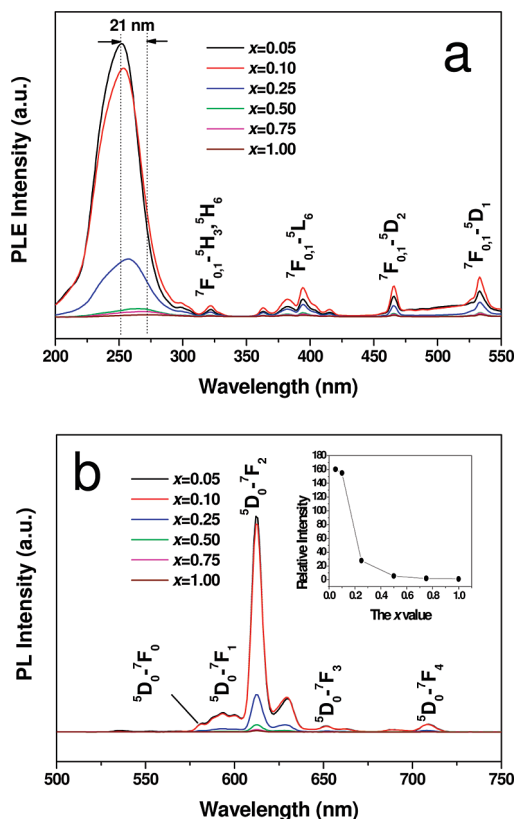 21 nm
a
x=0.05
x=0.10
x=0.25
x=0.50
x=0.75
x=1.00
⁷F₀,₁-⁵H₃,⁵H₆
⁷F₀,₁-⁵L₆
⁷F₀,₁-⁵D₂
⁷F₀,₁-⁵D₁
PLE Intensity (a.u.)
200 250 300 350 400 450 500 550
Wavelength (nm)
b
x=0.05
x=0.10
x=0.25
x=0.50
x=0.75
x=1.00
⁵D₀-⁷F₀
⁵D₀-⁷F₁
⁵D₀-⁷F₂
⁵D₀-⁷F₃
⁵D₀-⁷F₄
Relative Intensity
180
160
140
120
100
80
60
40
20
0
0.0 0.2 0.4 0.6 0.8 1.0
The x value
PL Intensity (a.u.)
500 550 600 650 700 750
Wavelength (nm)